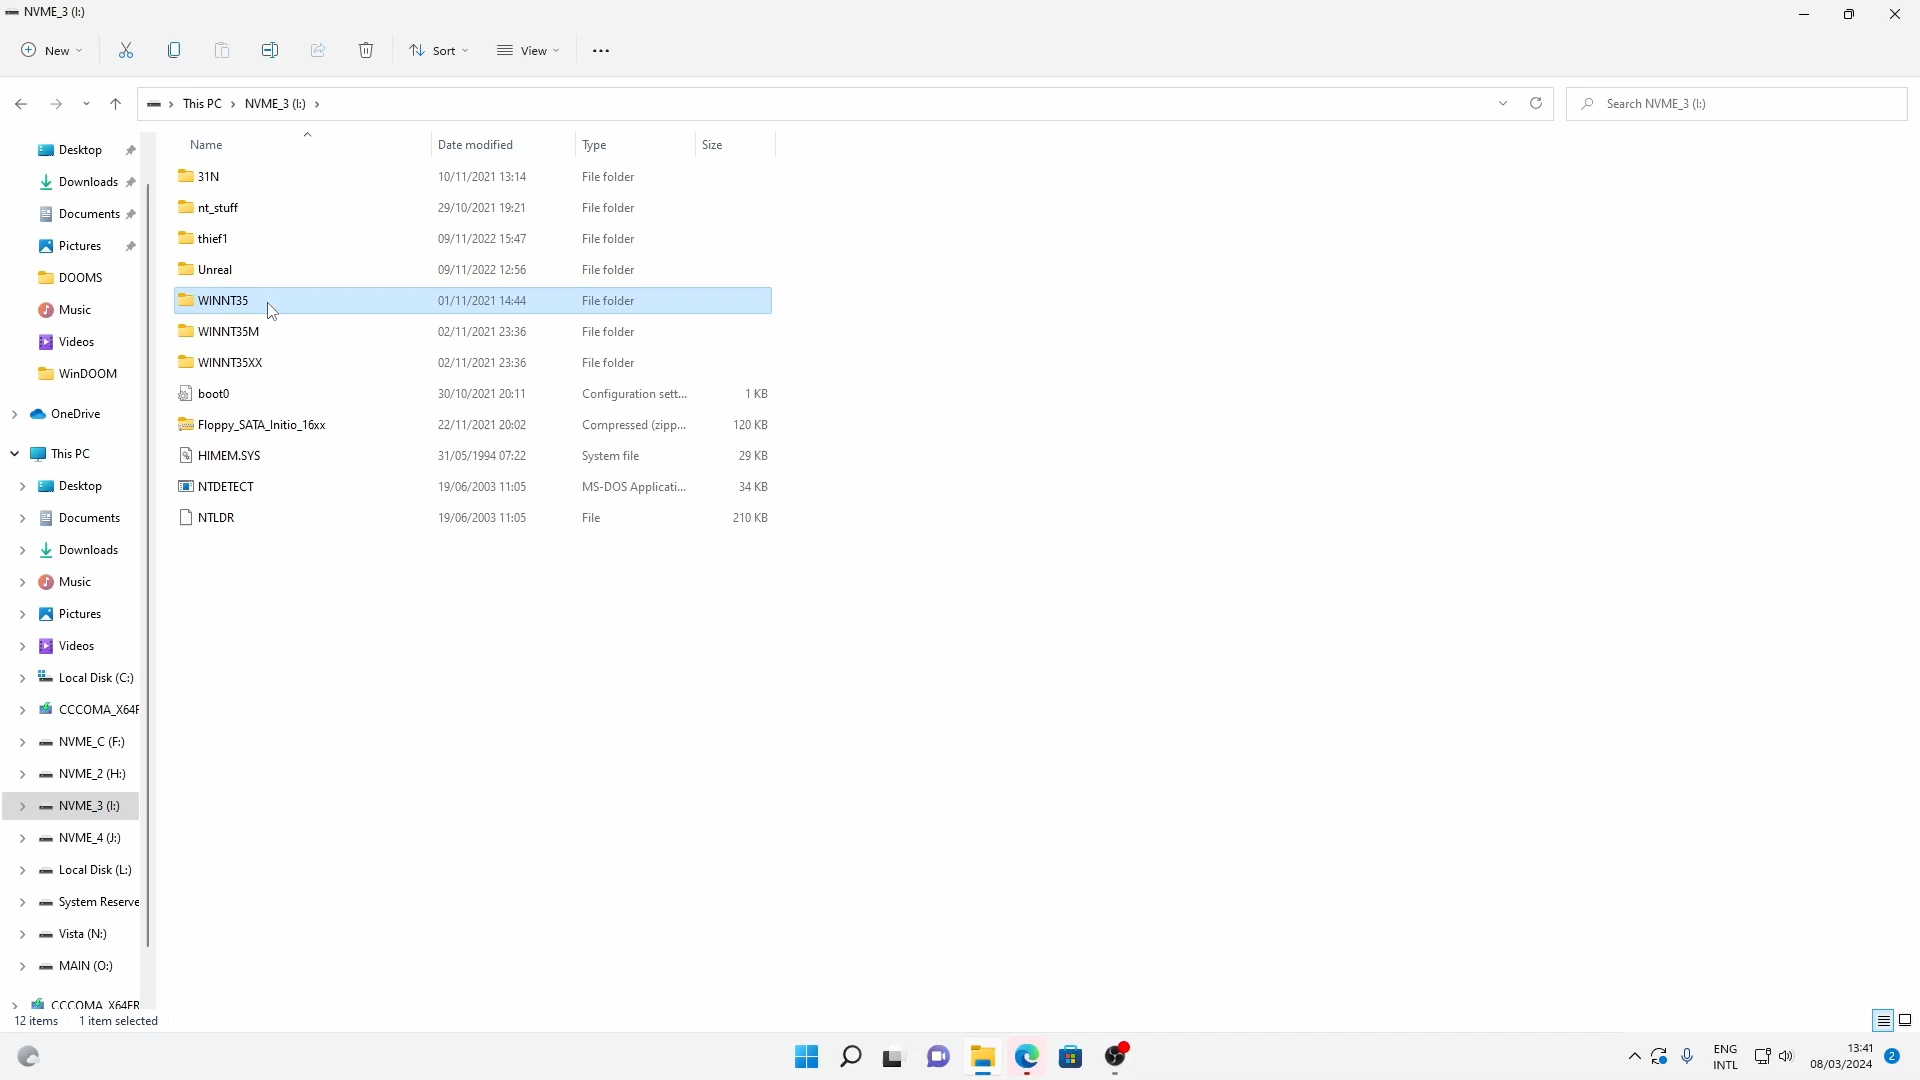 NVME_3 (I:)
New
Sort
View
This PC > NVME_3 (I:) >
Search NVME_3 (I:)
Name Date modified Type Size
31N 10/11/2021 13:14 File folder
nt_stuff 29/10/2021 19:21 File folder
thief1 09/11/2022 15:47 File folder
Unreal 09/11/2022 12:56 File folder
WINNT35 01/11/2021 14:44 File folder
WINNT35M 02/11/2021 23:36 File folder
WINNT35XX 02/11/2021 23:36 File folder
boot0 30/10/2021 20:11 Configuration sett... 1 KB
Floppy_SATA_Initio_16xx 22/11/2021 20:02 Compressed (zipp... 120 KB
HIMEM.SYS 31/05/1994 07:22 System file 29 KB
NTDETECT 19/06/2003 11:05 MS-DOS Applicati... 34 KB
NTLDR 19/06/2003 11:05 File 210 KB
Desktop
Downloads
Documents
Pictures
DOOMS
Music
Videos
WinDOOM
OneDrive
This PC
Desktop
Documents
Downloads
Music
Pictures
Videos
Local Disk (C:)
CCCOMA_X64F
NVME_C (F:)
NVME_2 (H:)
NVME_3 (I:)
NVME_4 (J:)
Local Disk (L:)
System Reserve
Vista (N:)
MAIN (O:)
CCCOMA_X64FR
12 items 1 item selected
ENG
INTL
13:41
08/03/2024
2